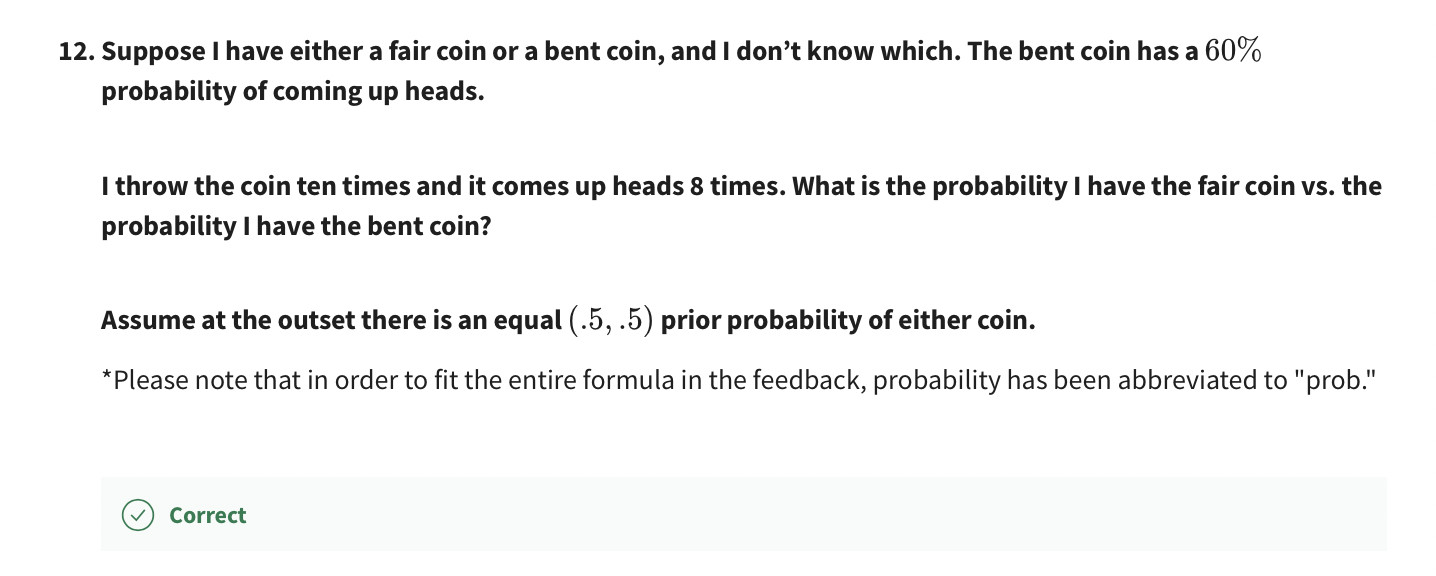 12. Suppose I have either a fair coin or a bent coin, and I don’t know which. The bent coin has a 60%
probability of coming up heads.
I throw the coin ten times and it comes up heads 8 times. What is the probability I have the fair coin vs. the
probability I have the bent coin?
Assume at the outset there is an equal (.5, .5) prior probability of either coin.
*Please note that in order to fit the entire formula in the feedback, probability has been abbreviated to "prob."
Correct